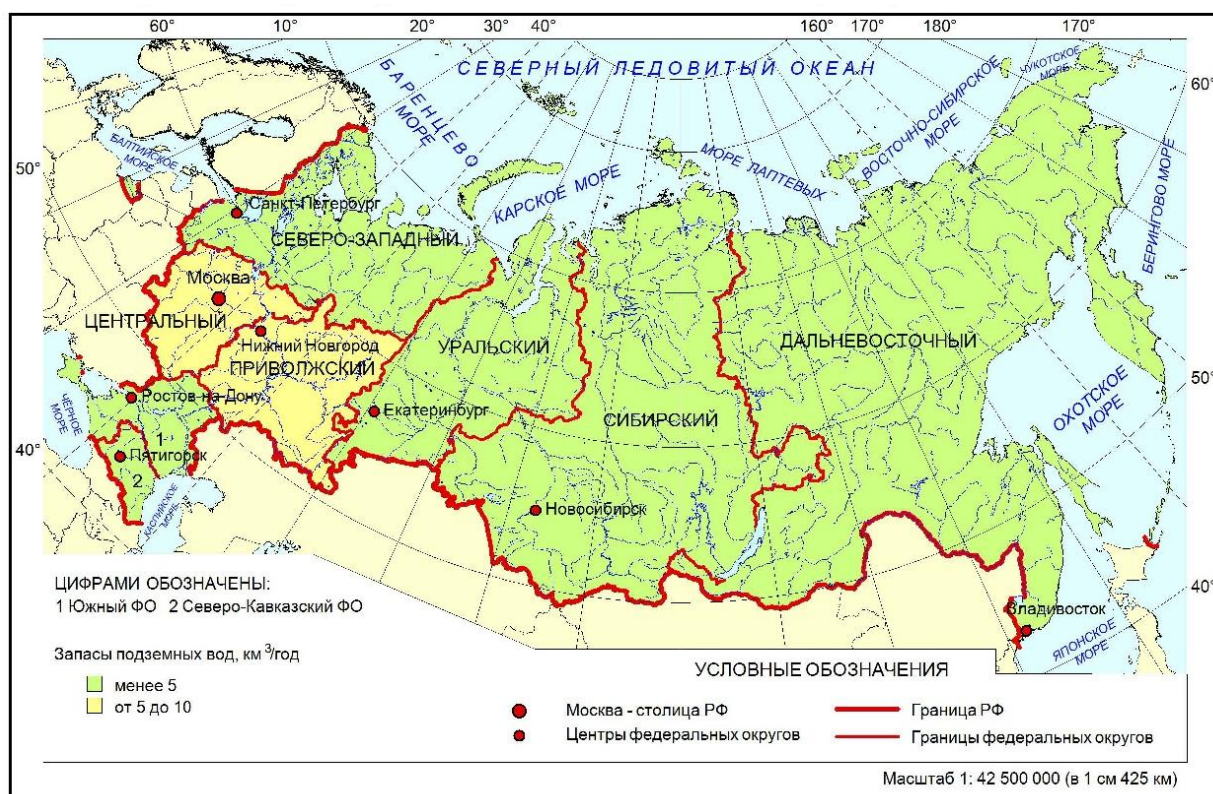 60° 10° 20° 30° 40° 160° 170° 180° 170°
СЕВЕРНЫЙ ЛЕДОВИТЫЙ ОКЕАН
ЧУКОТСКОЕ
МОРЕ
60°
БАРЕНЦЕВО
МОРЕ
ВОСТОЧНО-СИБИРСКОЕ
МОРЕ
БАЛТИЙСКОЕ
МОРЕ
МОРЕ ЛАПТЕВЫХ
КАРСКОЕ МОРЕ
БЕРИНГОВО МОРЕ
50°
Санкт-Петербург
СЕВЕРО-ЗАПАДНЫЙ
Москва
ЦЕНТРАЛЬНЫЙ
Нижний Новгород
ПРИВОЛЖСКИЙ
УРАЛЬСКИЙ
ДАЛЬНЕВОСТОЧНЫЙ
50°
ОХОТСКОЕ
МОРЕ
ЧЁРНОЕ
МОРЕ
Ростов-на-Дону
Екатеринбург
СИБИРСКИЙ
40°
1
Пятигорск
2
КАСПИЙСКОЕ
МОРЕ
Новосибирск
40°
Владивосток
ЯПОНСКОЕ
МОРЕ
ЦИФРАМИ ОБОЗНАЧЕНЫ:
1 Южный ФО 2 Северо-Кавказский ФО
Запасы подземных вод, км³/год
менее 5
от 5 до 10
УСЛОВНЫЕ ОБОЗНАЧЕНИЯ
Москва - столица РФ
Центры федеральных округов
Граница РФ
Границы федеральных округов
Масштаб 1: 42 500 000 (в 1 см 425 км)